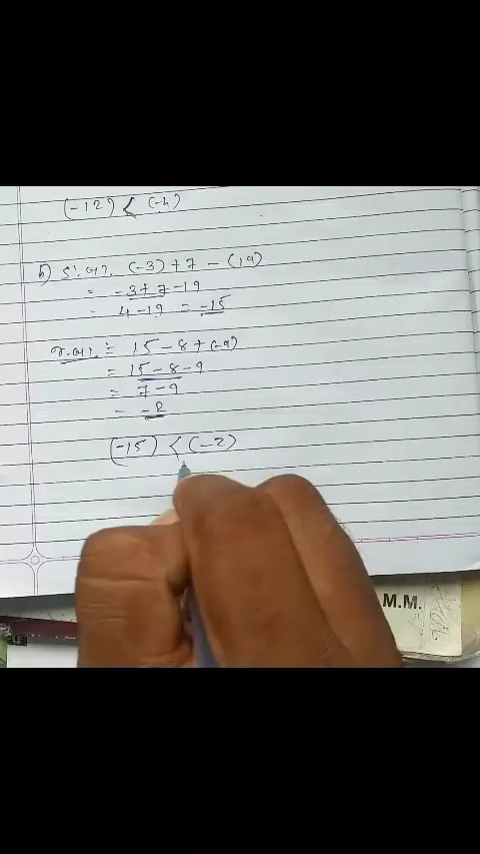 (-12) < (-4)
b) ડા.બા. (-3) + 7 - (19)
= -3 + 7 - 19
= 4 - 19 = -15
જ.બા. = 15 - 8 + (-9)
= 15 - 8 - 9
= 7 - 9
= -2
(-15) < (-2)
M.M.